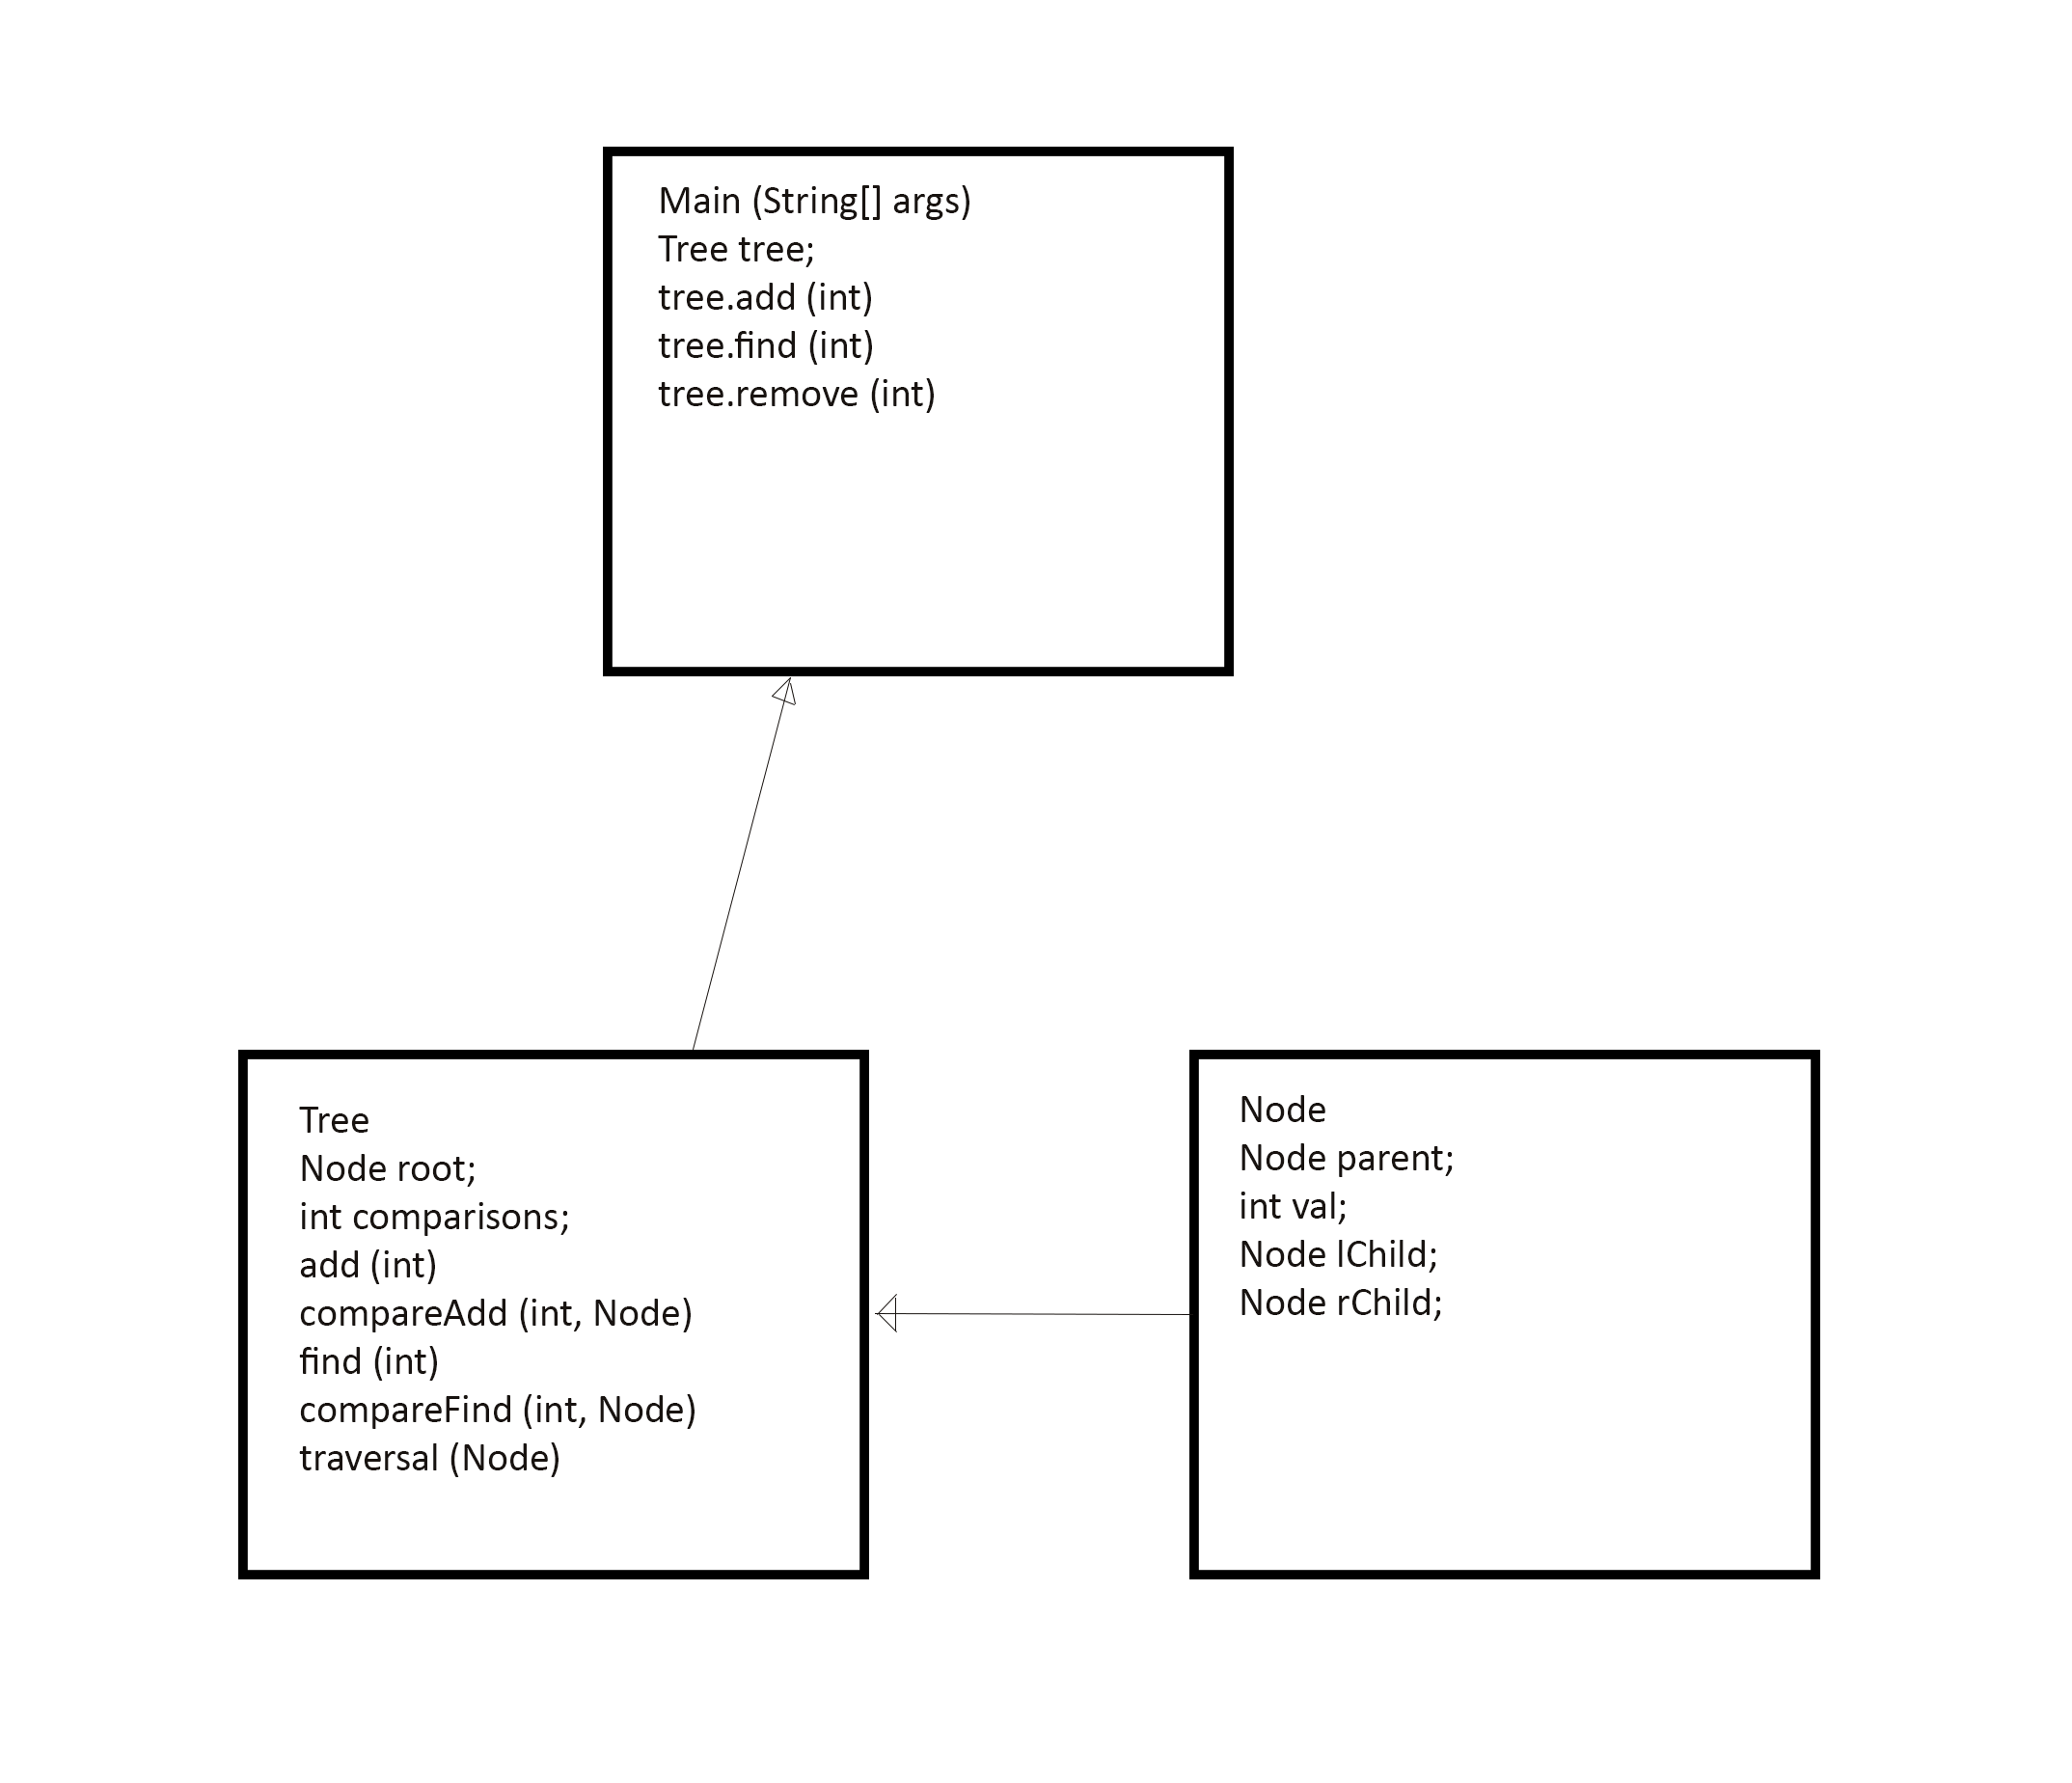 Main (String[] args)
Tree tree;
tree.add (int)
tree.find (int)
tree.remove (int)
Tree
Node root;
int comparisons;
add (int)
compareAdd (int, Node)
find (int)
compareFind (int, Node)
traversal (Node)
Node
Node parent;
int val;
Node lChild;
Node rChild;